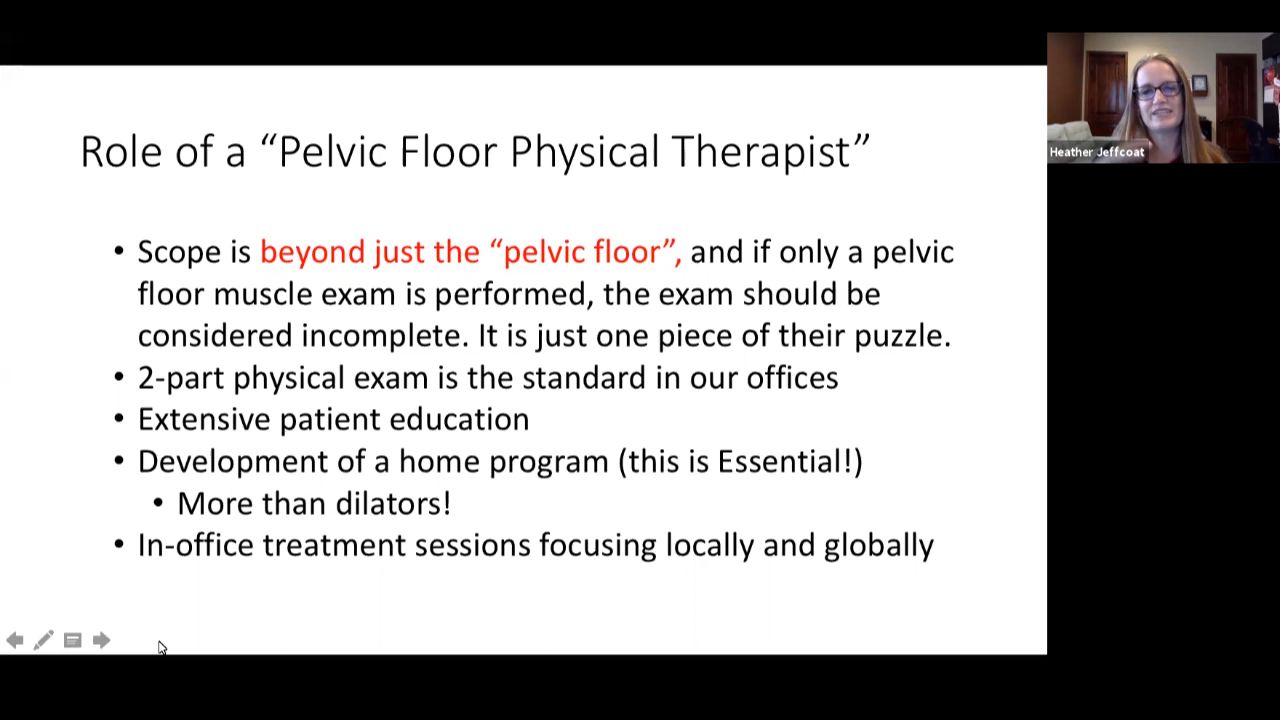 Role of a “Pelvic Floor Physical Therapist”
• Scope is beyond just the “pelvic floor”, and if only a pelvic
floor muscle exam is performed, the exam should be
considered incomplete. It is just one piece of their puzzle.
• 2-part physical exam is the standard in our offices
• Extensive patient education
• Development of a home program (this is Essential!)
• More than dilators!
• In-office treatment sessions focusing locally and globally
Heather Jeffcoat